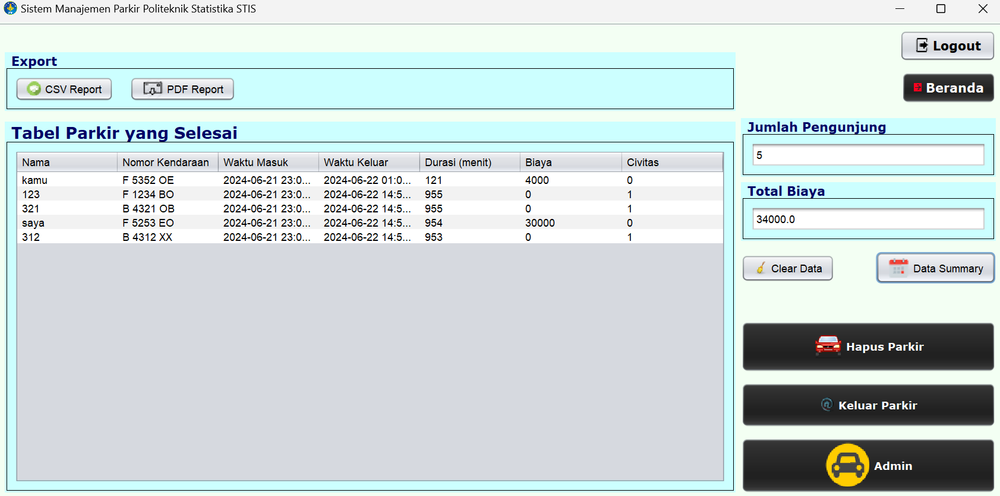 Sistem Manajemen Parkir Politeknik Statistika STIS
Logout
Export
CSV Report PDF Report
Beranda
Tabel Parkir yang Selesai
Nama Nomor Kendaraan Waktu Masuk Waktu Keluar Durasi (menit) Biaya Civitas
kamu F 5352 OE 2024-06-21 23:0... 2024-06-22 01:0... 121 4000 0
123 F 1234 BO 2024-06-21 23:0... 2024-06-22 14:5... 955 0 1
321 B 4321 OB 2024-06-21 23:0... 2024-06-22 14:5... 955 0 1
saya F 5253 EO 2024-06-21 23:0... 2024-06-22 14:5... 954 30000 0
312 B 4312 XX 2024-06-21 23:0... 2024-06-22 14:5... 953 0 1
Jumlah Pengunjung
5
Total Biaya
34000.0
Clear Data Data Summary
Hapus Parkir
Keluar Parkir
Admin